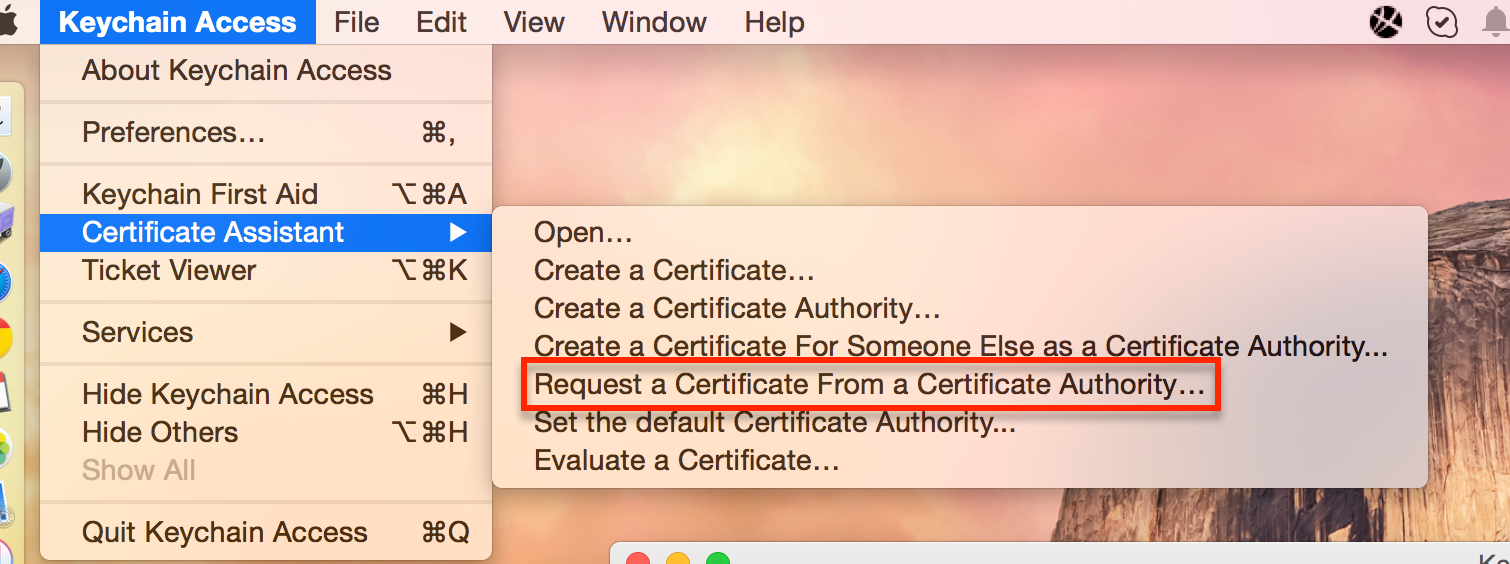 Keychain Access File Edit View Window Help
About Keychain Access
Preferences… ⌘,
Keychain First Aid ⌥⌘A
Certificate Assistant ▶
Ticket Viewer ⌥⌘K
Services ▶
Hide Keychain Access ⌘H
Hide Others ⌥⌘H
Show All
Quit Keychain Access ⌘Q
Open…
Create a Certificate…
Create a Certificate Authority…
Create a Certificate For Someone Else as a Certificate Authority...
Request a Certificate From a Certificate Authority…
Set the default Certificate Authority...
Evaluate a Certificate…